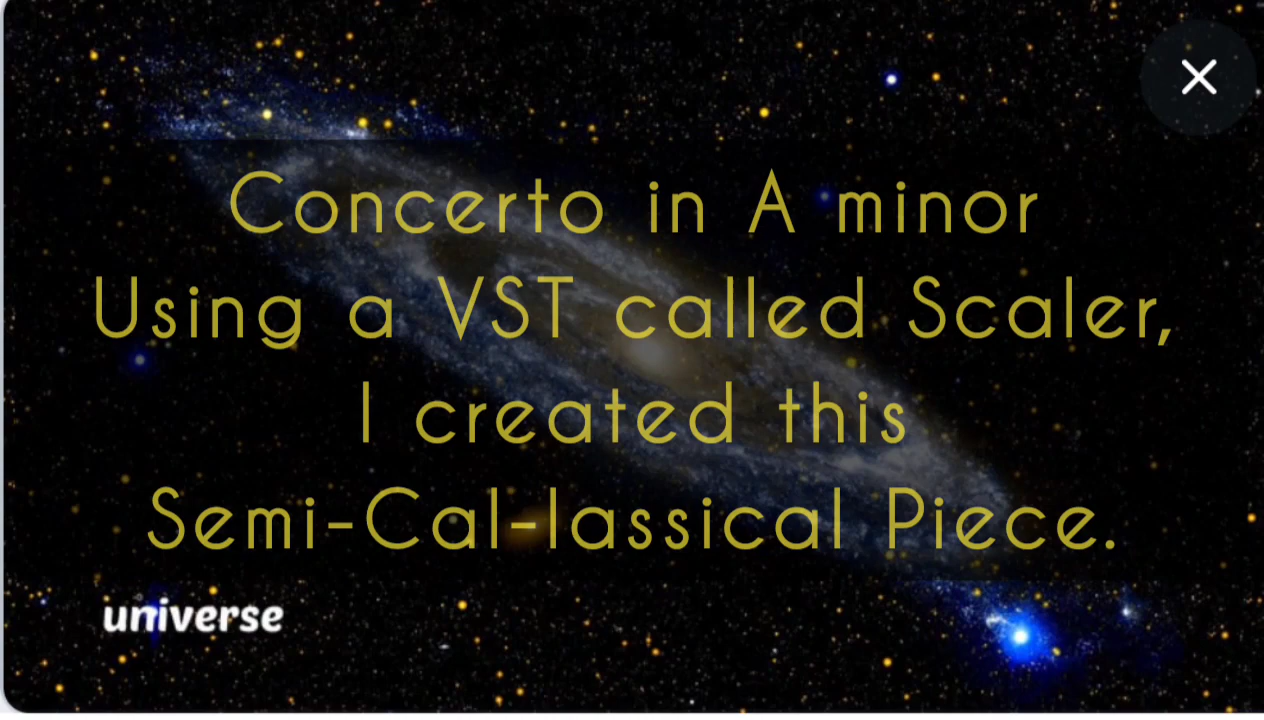 Concerto in A minor
Using a VST called Scaler,
I created this
Semi-Cal-lassical Piece.
universe